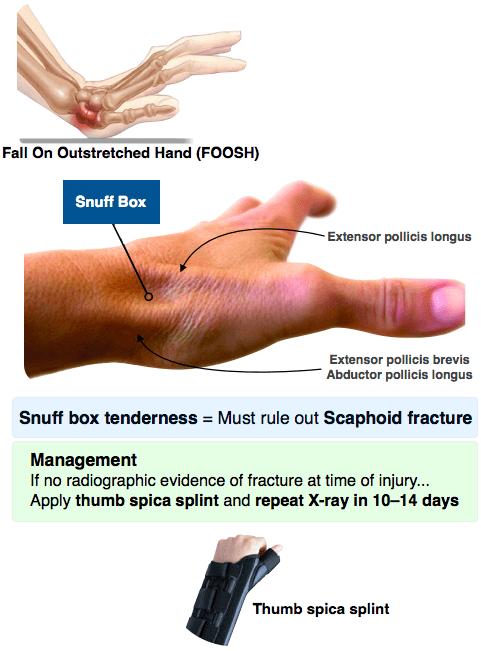 Fall On Outstretched Hand (FOOSH)
Snuff Box
Extensor pollicis longus
Extensor pollicis brevis
Abductor pollicis longus
Snuff box tenderness = Must rule out Scaphoid fracture
Management
If no radiographic evidence of fracture at time of injury...
Apply thumb spica splint and repeat X-ray in 10–14 days
Thumb spica splint